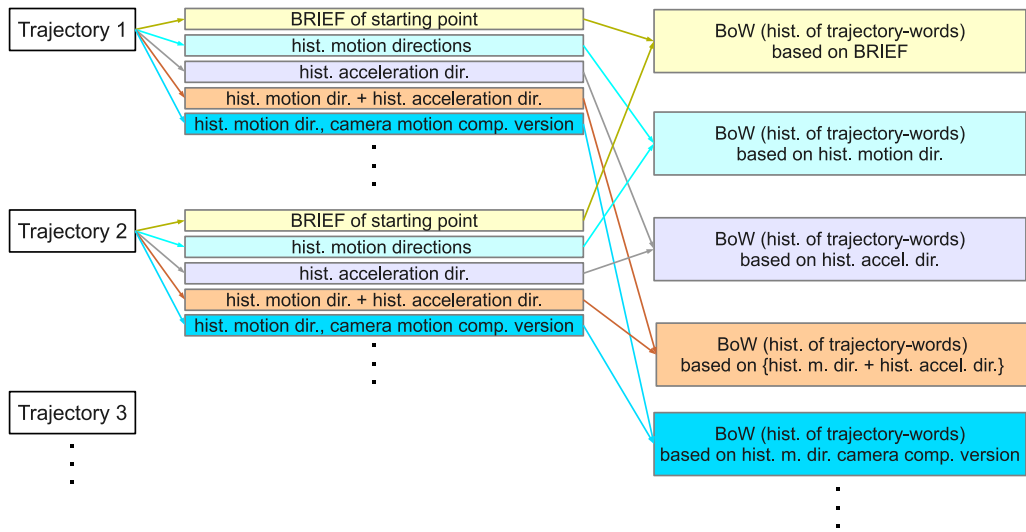 Trajectory 1
BRIEF of starting point
hist. motion directions
hist. acceleration dir.
hist. motion dir. + hist. acceleration dir.
hist. motion dir., camera motion comp. version
Trajectory 2
BRIEF of starting point
hist. motion directions
hist. acceleration dir.
hist. motion dir. + hist. acceleration dir.
hist. motion dir., camera motion comp. version
Trajectory 3
BoW (hist. of trajectory-words)
based on BRIEF
BoW (hist. of trajectory-words)
based on hist. motion dir.
BoW (hist. of trajectory-words)
based on hist. accel. dir.
BoW (hist. of trajectory-words)
based on {hist. m. dir. + hist. accel. dir.}
BoW (hist. of trajectory-words)
based on hist. m. dir. camera comp. version